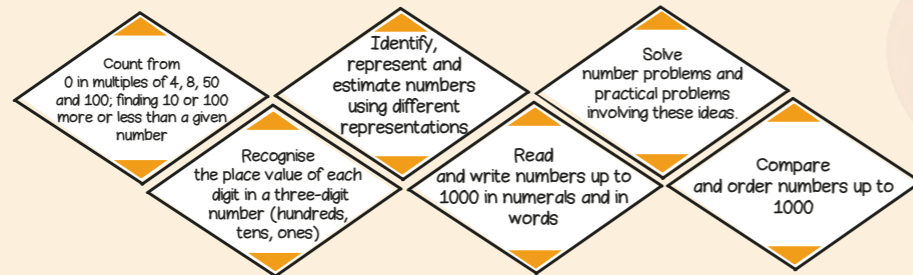 Count from
0 in multiples of 4, 8, 50
and 100; finding 10 or 100
more or less than a given
number
Identify,
represent and
estimate numbers
using different
representations
Solve
number problems and
practical problems
involving these ideas.
Recognise
the place value of each
digit in a three-digit
number (hundreds,
tens, ones)
Read
and write numbers up to
1000 in numerals and in
words
Compare
and order numbers up to
1000